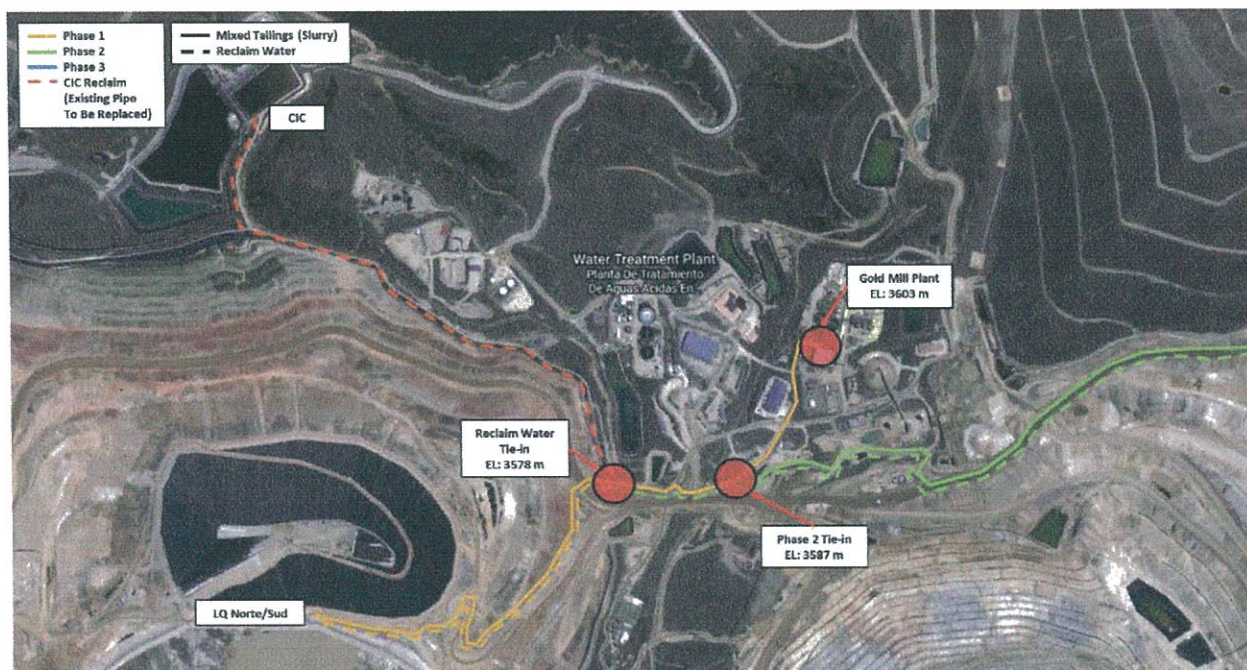 Phase 1
Phase 2
Phase 3
CIC Reclaim
(Existing Pipe
To Be Replaced)
Mixed Tailings (Slurry)
Reclaim Water
CIC
Water Treatment Plant
Planta De Tratamiento
De Aguas Acidas En...
Gold Mill Plant
EL: 3603 m
Reclaim Water
Tie-in
EL: 3578 m
Phase 2 Tie-in
EL: 3587 m
LQ Norte/Sud